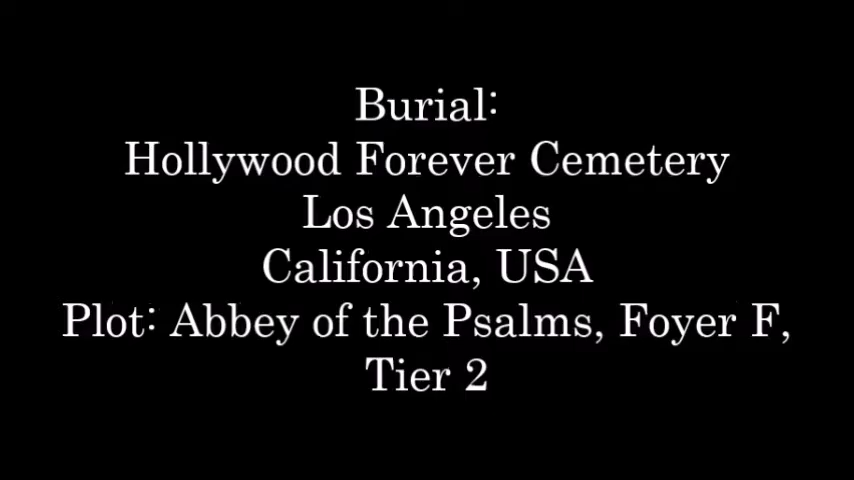 Burial:
Hollywood Forever Cemetery
Los Angeles
California, USA
Plot: Abbey of the Psalms, Foyer F,
Tier 2